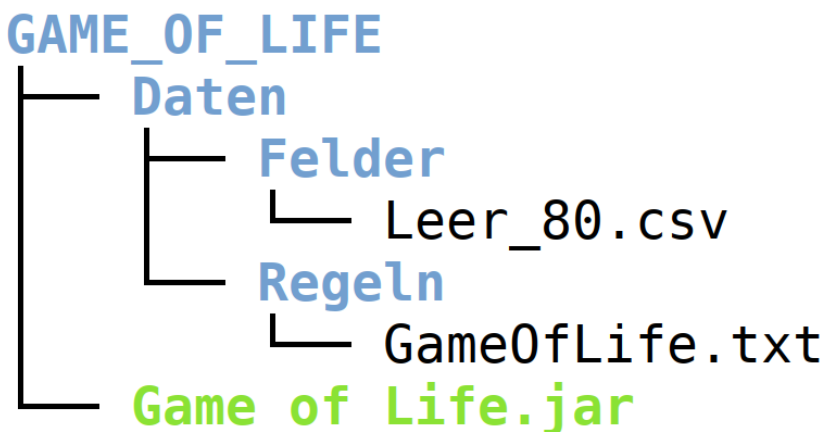 GAME_OF_LIFE
Daten
Felder
Leer_80.csv
Regeln
GameOfLife.txt
Game of Life.jar